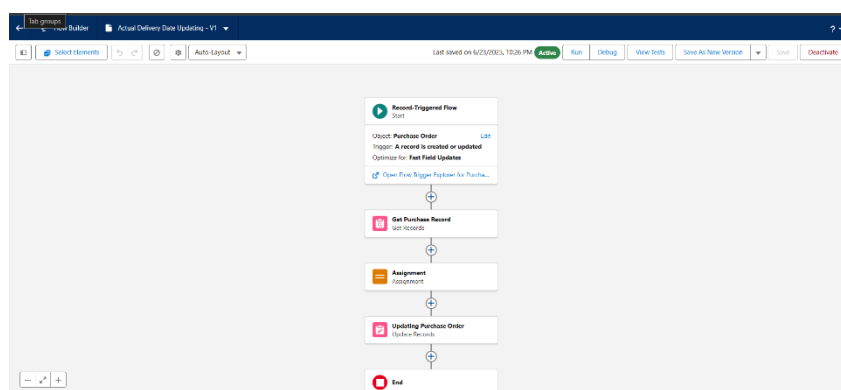 Tab groups
Flow Builder
Actual Delivery Date Updating - V1
?
Select Elements
Auto-Layout
Last saved on 6/23/2025, 10:26 PM
Active
Run
Debug
View Tests
Save As New Version
Save
Deactivate
Record-Triggered Flow
Start
Object: Purchase Order
Edit
Trigger: A record is created or updated
Optimize for: Fast Field Updates
Open Flow Trigger Explorer for Purcha...
Get Purchase Record
Get Records
Assignment
Assignment
Updating Purchase Order
Update Records
End